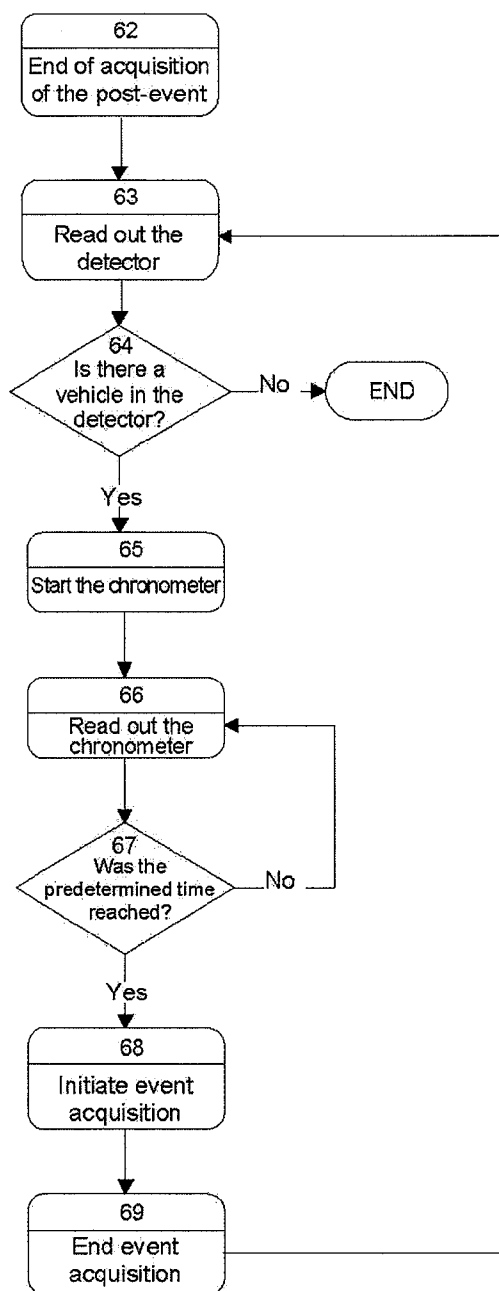 62
End of acquisition
of the post-event
63
Read out the
detector
64
Is there a
vehicle in the
detector?
No
END
Yes
65
Start the chronometer
66
Read out the
chronometer
67
Was the
predetermined time
reached?
No
Yes
68
Initiate event
acquisition
69
End event
acquisition